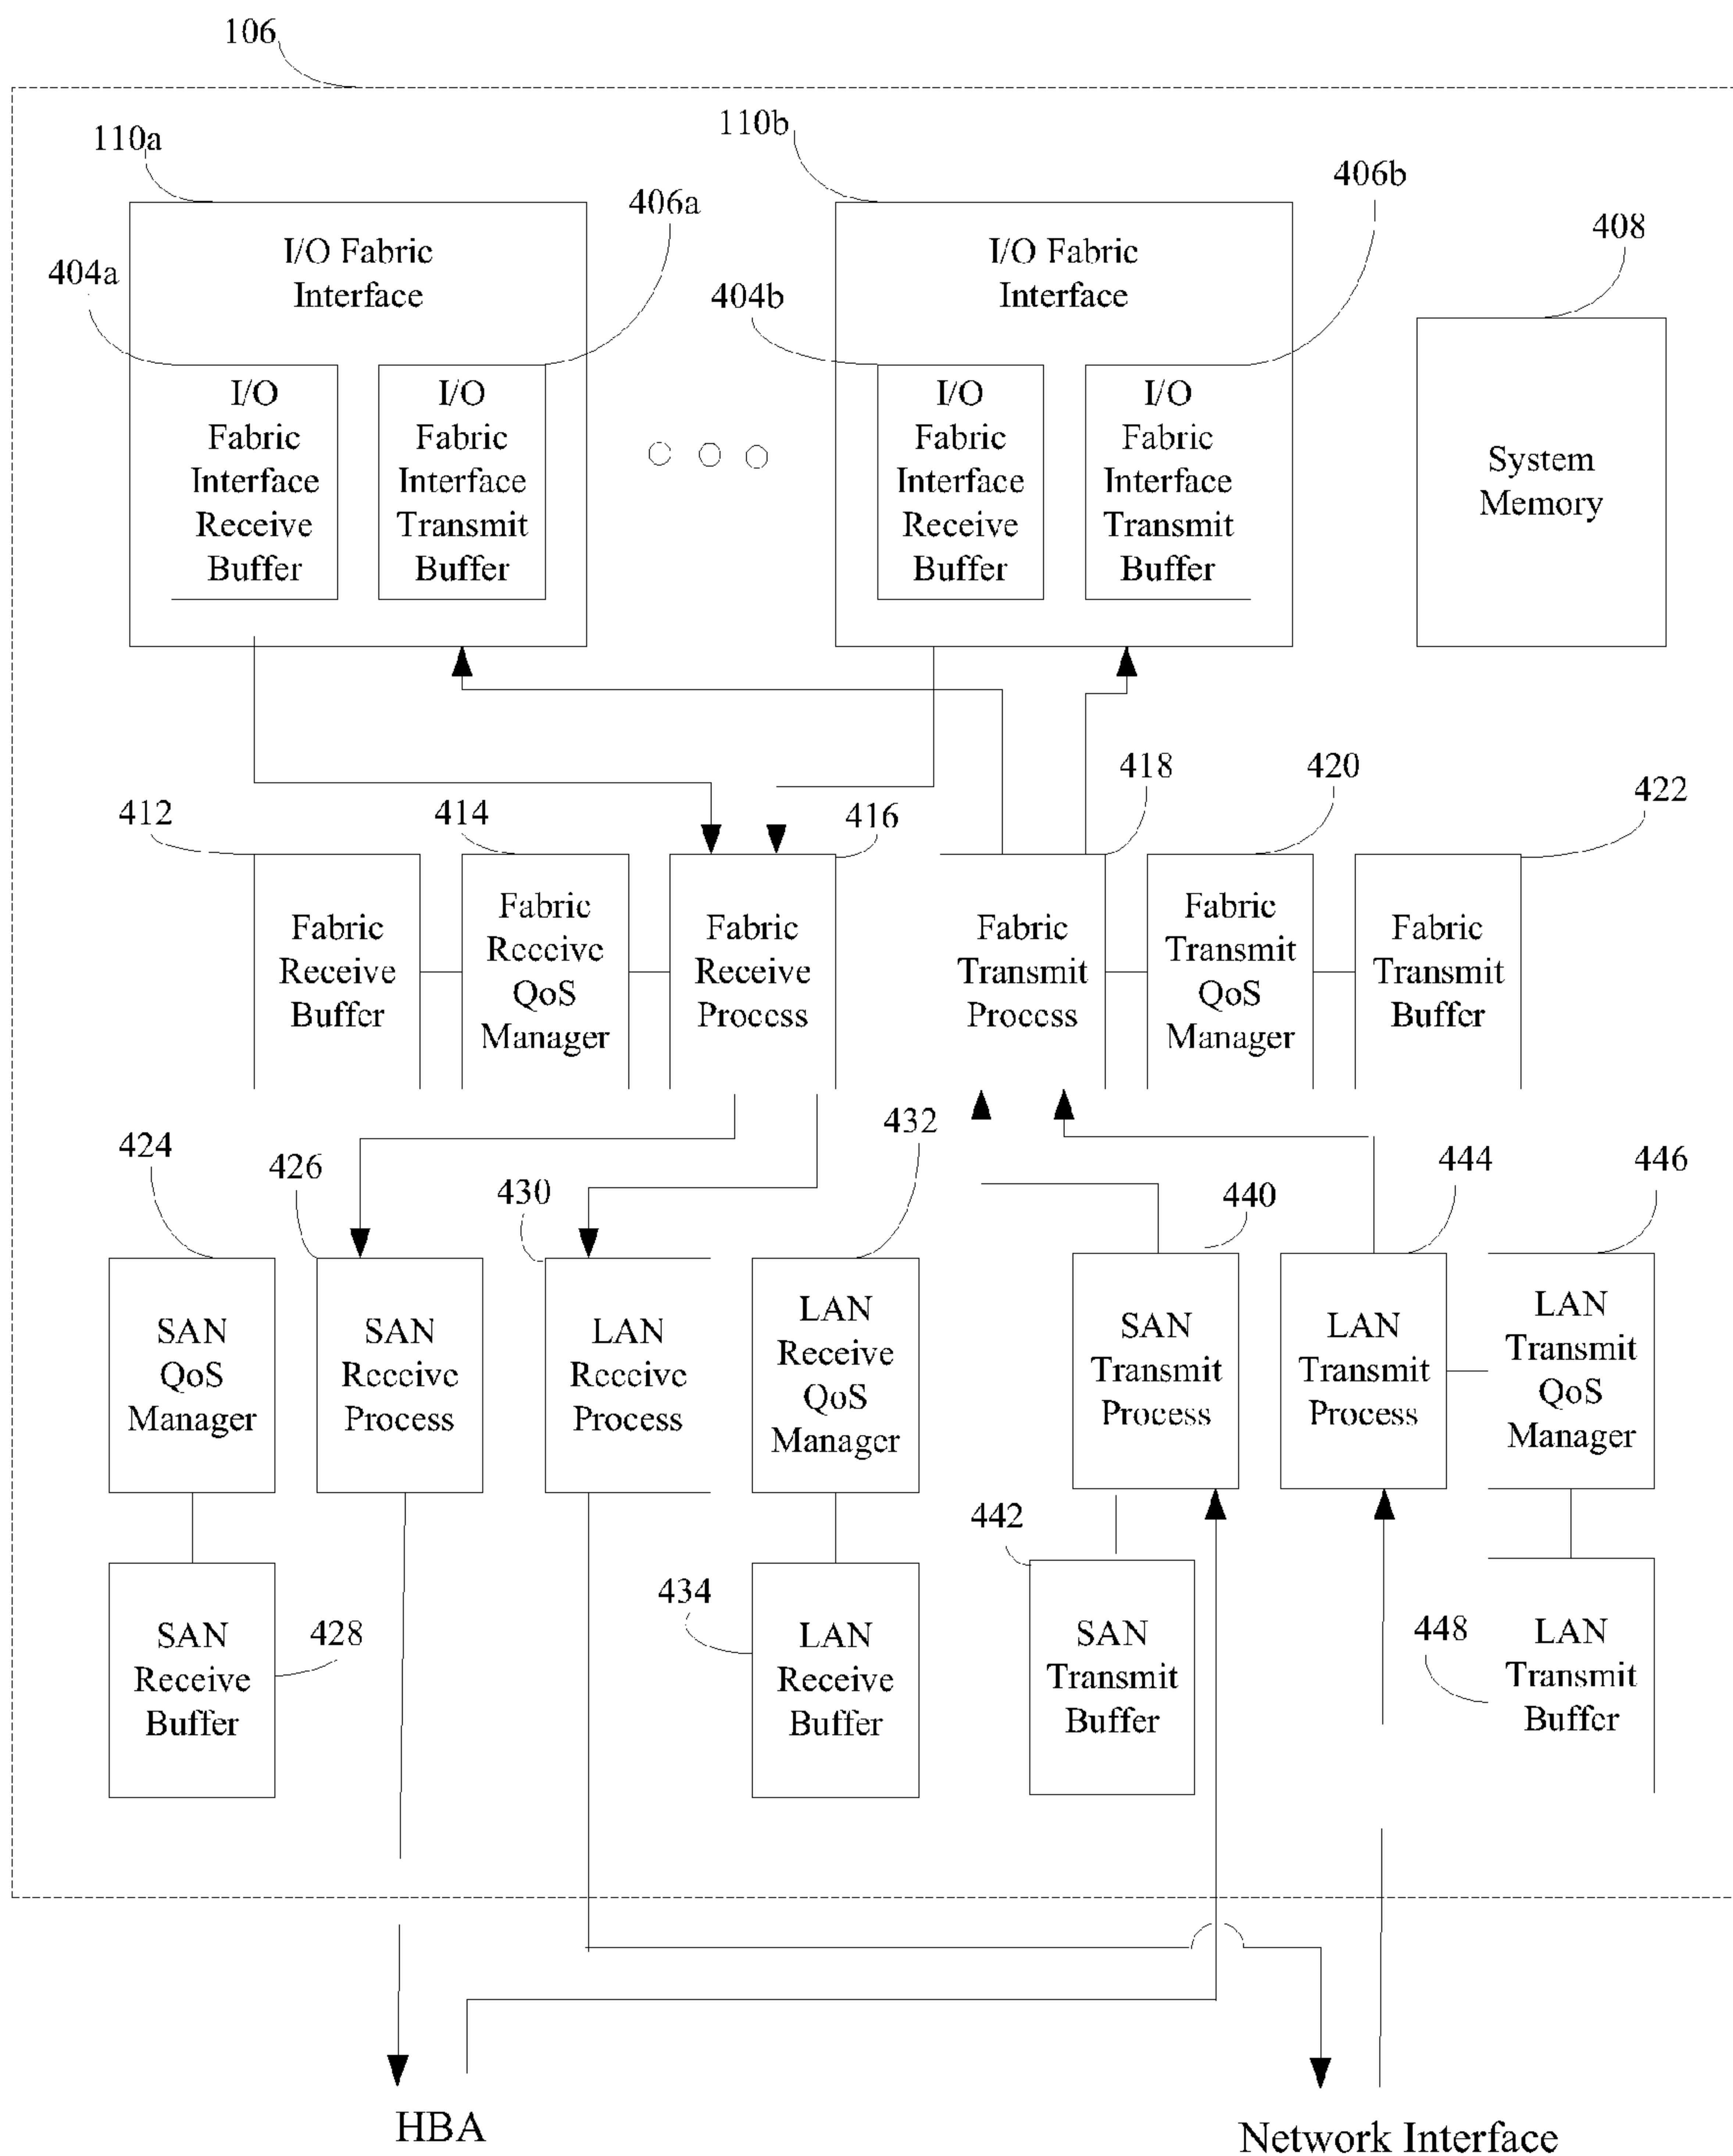 106
110a
110b
406a
406b
408
404a
I/O Fabric
Interface
404b
I/O Fabric
Interface
I/O
Fabric
Interface
Receive
Buffer
I/O
Fabric
Interface
Transmit
Buffer
I/O
Fabric
Interface
Receive
Buffer
I/O
Fabric
Interface
Transmit
Buffer
System
Memory
412
414
416
418
420
422
Fabric
Receive
Buffer
Fabric
Receive
QoS
Manager
Fabric
Receive
Process
Fabric
Transmit
Process
Fabric
Transmit
QoS
Manager
Fabric
Transmit
Buffer
424
426
430
432
440
444
446
SAN
QoS
Manager
SAN
Receive
Process
LAN
Receive
Process
LAN
Receive
QoS
Manager
SAN
Transmit
Process
LAN
Transmit
Process
LAN
Transmit
QoS
Manager
SAN
Receive
Buffer
428
434
LAN
Receive
Buffer
442
SAN
Transmit
Buffer
448
LAN
Transmit
Buffer
HBA
Network Interface